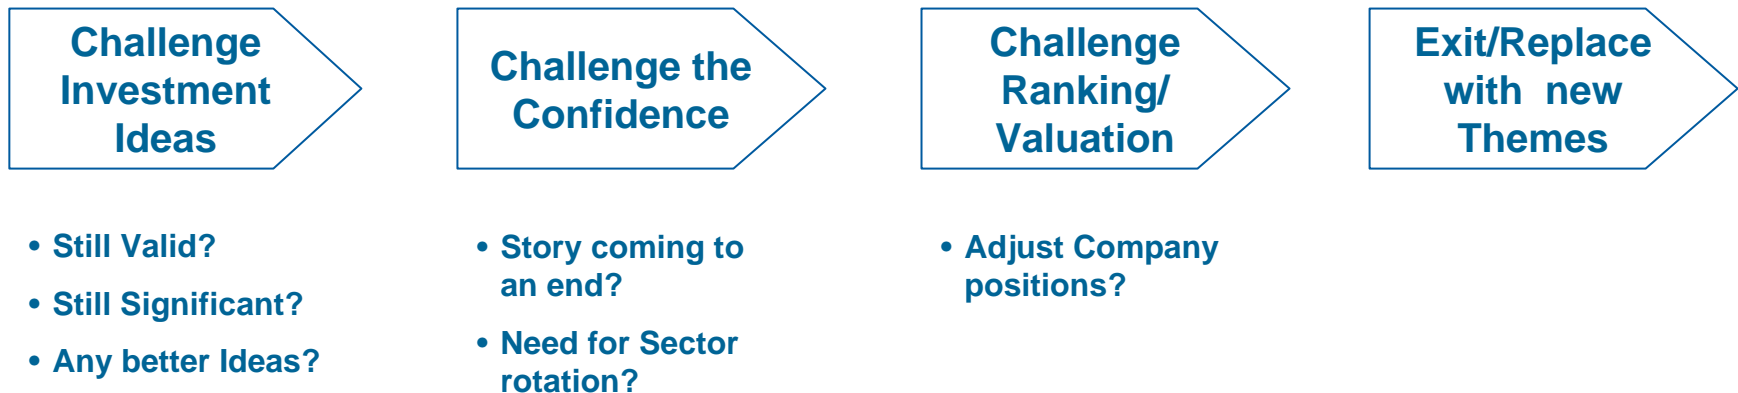 Challenge
Investment
Ideas
• Still Valid?
• Still Significant?
• Any better Ideas?
Challenge the
Confidence
• Story coming to
an end?
• Need for Sector
rotation?
Challenge
Ranking/
Valuation
• Adjust Company
positions?
Exit/Replace
with  new
Themes